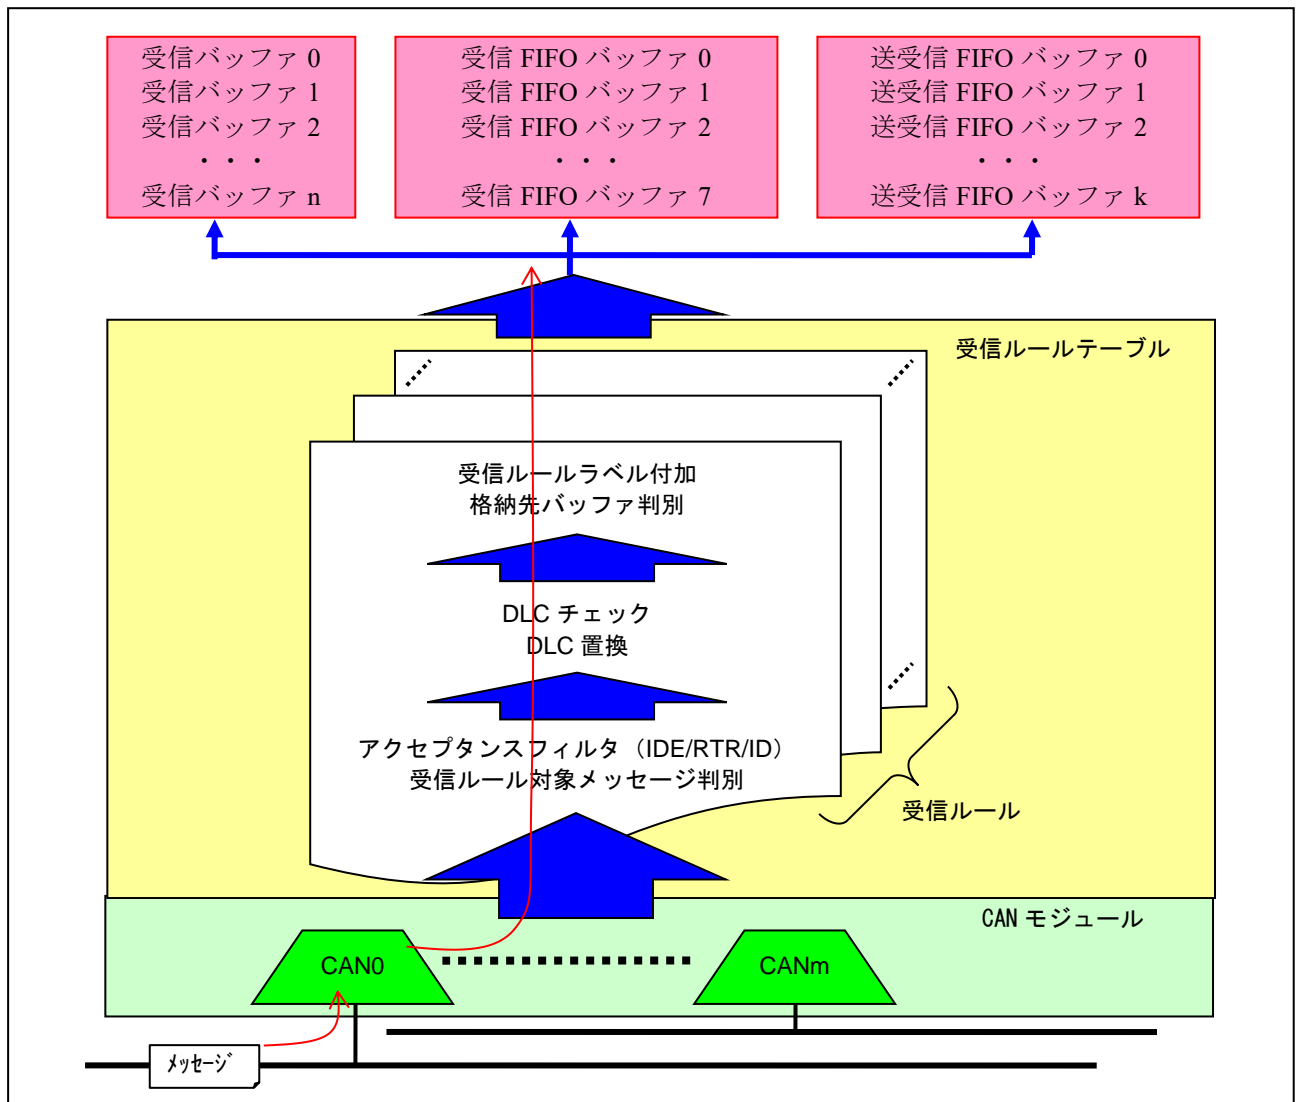 受信バッファ 0
受信バッファ 1
受信バッファ 2
・・・
受信バッファ n
受信 FIFO バッファ 0
受信 FIFO バッファ 1
受信 FIFO バッファ 2
・・・
受信 FIFO バッファ 7
送受信 FIFO バッファ 0
送受信 FIFO バッファ 1
送受信 FIFO バッファ 2
・・・
送受信 FIFO バッファ k
受信ルールテーブル
受信ルールラベル付加
格納先バッファ判別
DLC チェック
DLC 置換
アクセプタンスフィルタ（IDE/RTR/ID）
受信ルール対象メッセージ判別
受信ルール
CAN モジュール
CAN0
CANm
ﾒｯｾｰｼﾞ